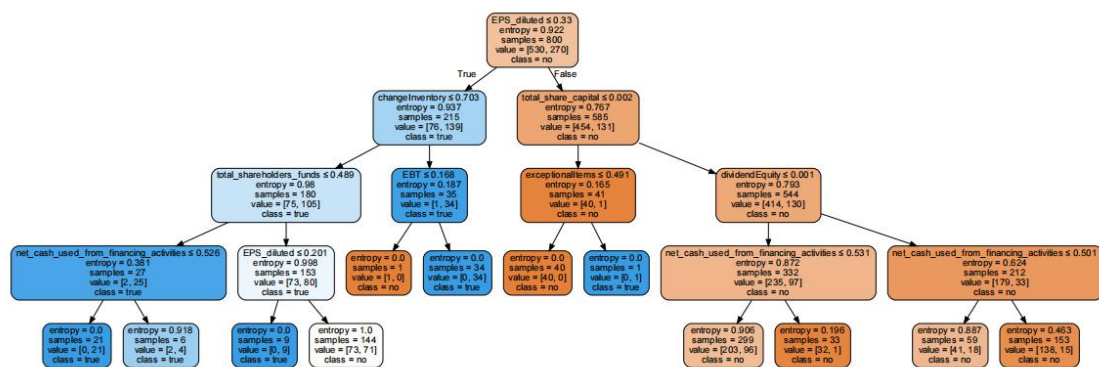 EPS_diluted ≤ 0.33
entropy = 0.922
samples = 800
value = [530, 270]
class = no
True
False
changeInventory ≤ 0.703
entropy = 0.937
samples = 215
value = [76, 139]
class = true
total_share_capital ≤ 0.002
entropy = 0.767
samples = 585
value = [454, 131]
class = no
total_shareholders_funds ≤ 0.489
entropy = 0.98
samples = 180
value = [75, 105]
class = true
EBT ≤ 0.168
entropy = 0.187
samples = 35
value = [1, 34]
class = true
exceptionalItems ≤ 0.491
entropy = 0.165
samples = 41
value = [40, 1]
class = no
dividendEquity ≤ 0.001
entropy = 0.793
samples = 544
value = [414, 130]
class = no
net_cash_used_from_financing_activities ≤ 0.526
entropy = 0.381
samples = 27
value = [2, 25]
class = true
EPS_diluted ≤ 0.201
entropy = 0.998
samples = 153
value = [73, 80]
class = true
entropy = 0.0
samples = 1
value = [1, 0]
class = no
entropy = 0.0
samples = 34
value = [0, 34]
class = true
entropy = 0.0
samples = 40
value = [40, 0]
class = no
entropy = 0.0
samples = 1
value = [0, 1]
class = true
net_cash_used_from_financing_activities ≤ 0.531
entropy = 0.872
samples = 332
value = [235, 97]
class = no
net_cash_used_from_financing_activities ≤ 0.501
entropy = 0.624
samples = 212
value = [179, 33]
class = no
entropy = 0.0
samples = 21
value = [0, 21]
class = true
entropy = 0.918
samples = 6
value = [2, 4]
class = true
entropy = 0.0
samples = 9
value = [0, 9]
class = true
entropy = 1.0
samples = 144
value = [73, 71]
class = no
entropy = 0.906
samples = 299
value = [203, 96]
class = no
entropy = 0.196
samples = 33
value = [32, 1]
class = no
entropy = 0.887
samples = 59
value = [41, 18]
class = no
entropy = 0.463
samples = 153
value = [138, 15]
class = no